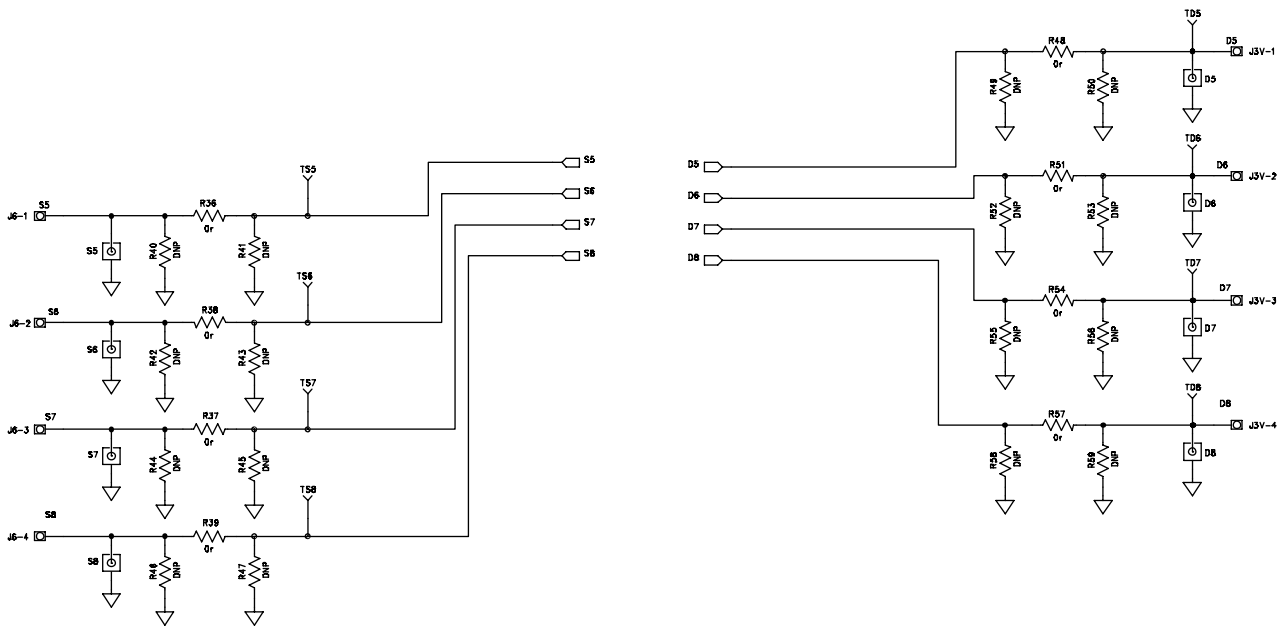 TS5
S5
J6-1
R36
0r
S5
R40
DNP
R41
DNP
TS6
S6
J6-2
R38
0r
S6
R42
DNP
R43
DNP
TS7
S7
J6-3
R37
0r
S7
R44
DNP
R45
DNP
TS8
S8
J6-4
R39
0r
S8
R46
DNP
R47
DNP
S5
S6
S7
S8
D5
D6
D7
D8
TD5
R48
D5
J3V-1
0r
R49
DNP
R50
DNP
D5
TD6
R51
D6
J3V-2
0r
R52
DNP
R53
DNP
D6
TD7
R54
D7
J3V-3
0r
R55
DNP
R56
DNP
D7
TD8
R57
D8
J3V-4
0r
R58
DNP
R59
DNP
D8